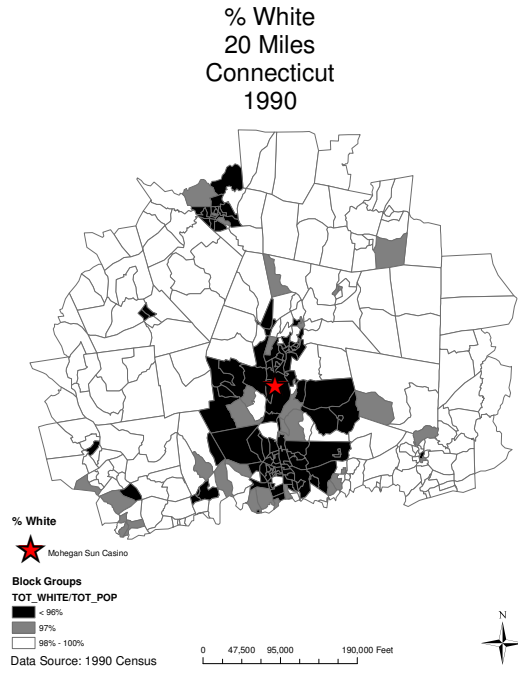 % White
20 Miles
Connecticut
1990
% White
Mohegan Sun Casino
Block Groups
TOT_WHITE/TOT_POP
< 96%
97%
98% - 100%
Data Source: 1990 Census
0 47,500 95,000 190,000 Feet
N